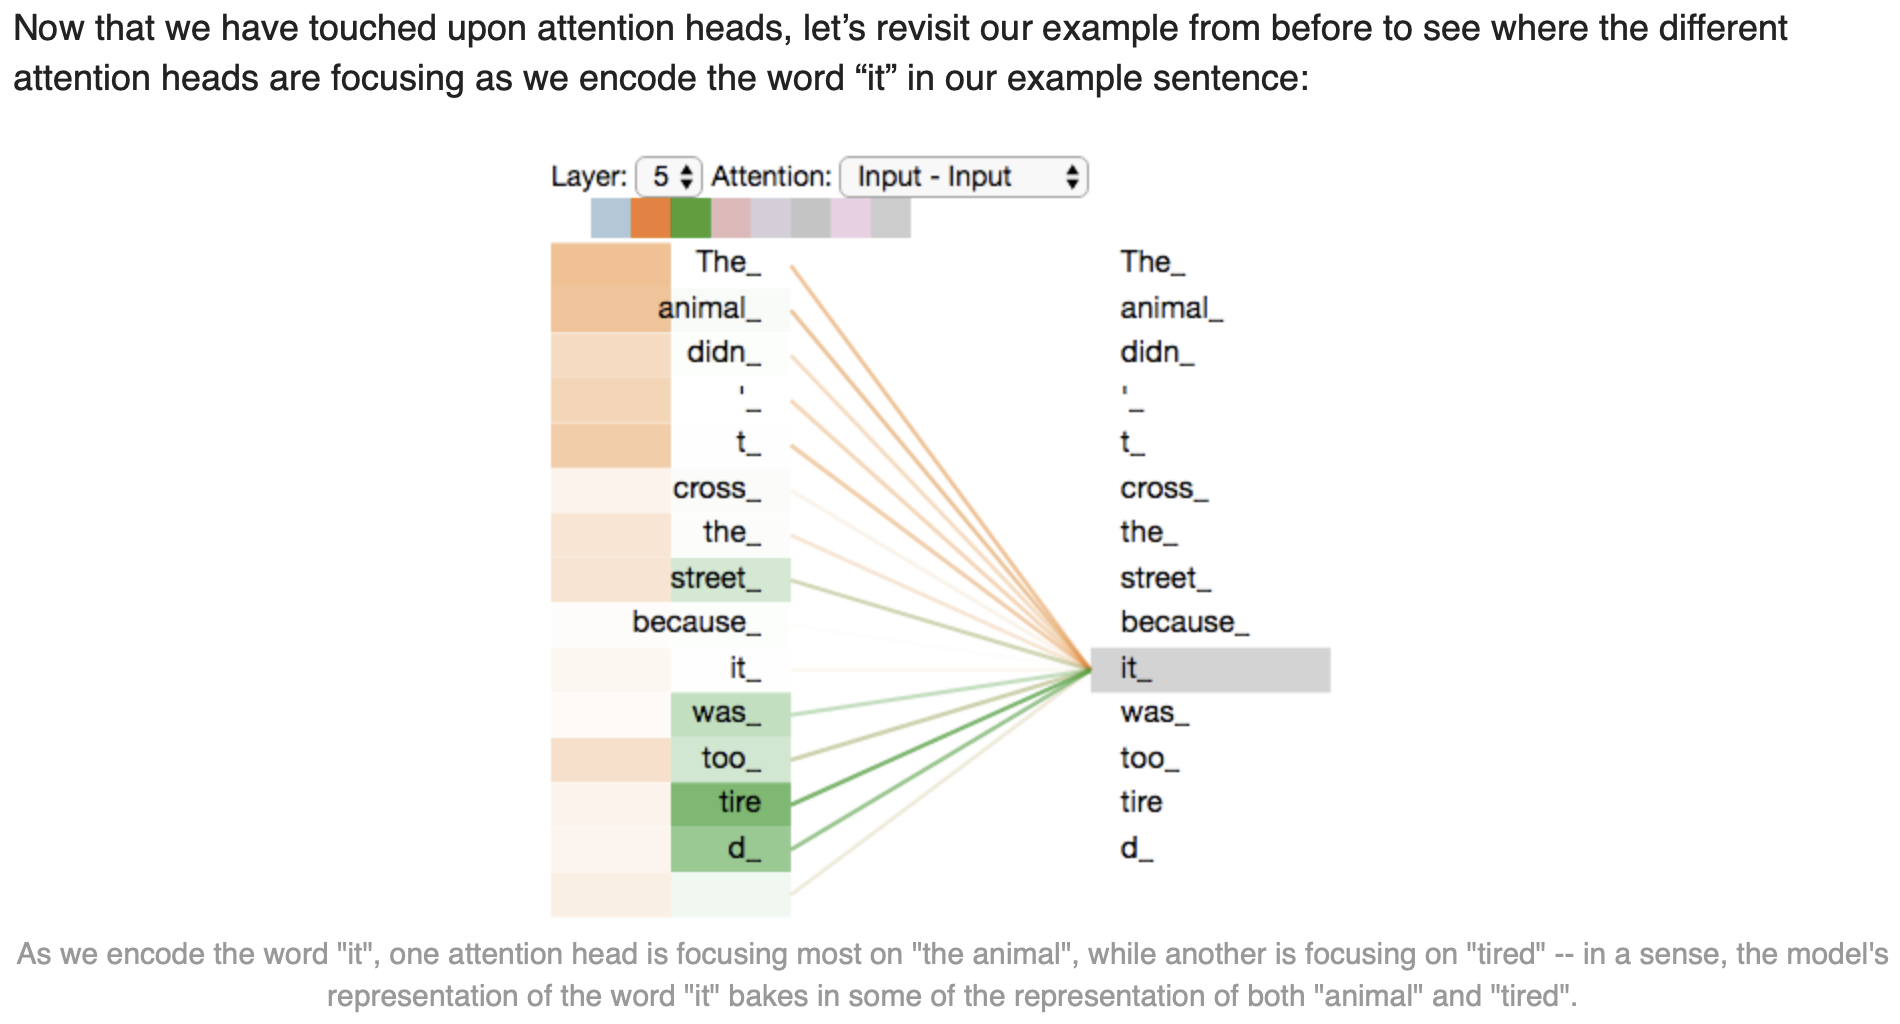 Now that we have touched upon attention heads, let’s revisit our example from before to see where the different
attention heads are focusing as we encode the word “it” in our example sentence:
Layer: 5 Attention: Input - Input
The_ The_
animal_ animal_
didn_ didn_
'_ '_
t_ t_
cross_ cross_
the_ the_
street_ street_
because_ because_
it_ it_
was_ was_
too_ too_
tire tire
d_ d_
As we encode the word "it", one attention head is focusing most on "the animal", while another is focusing on "tired" -- in a sense, the model's
representation of the word "it" bakes in some of the representation of both "animal" and "tired".